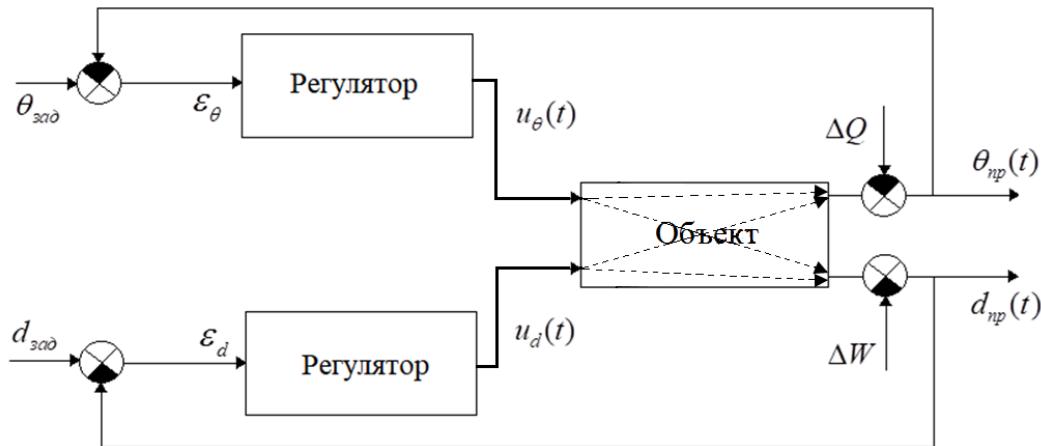 Регулятор
θзад
εθ
uθ(t)
ΔQ
θпр(t)
Объект
dзад
εd
Регулятор
ud(t)
ΔW
dпр(t)